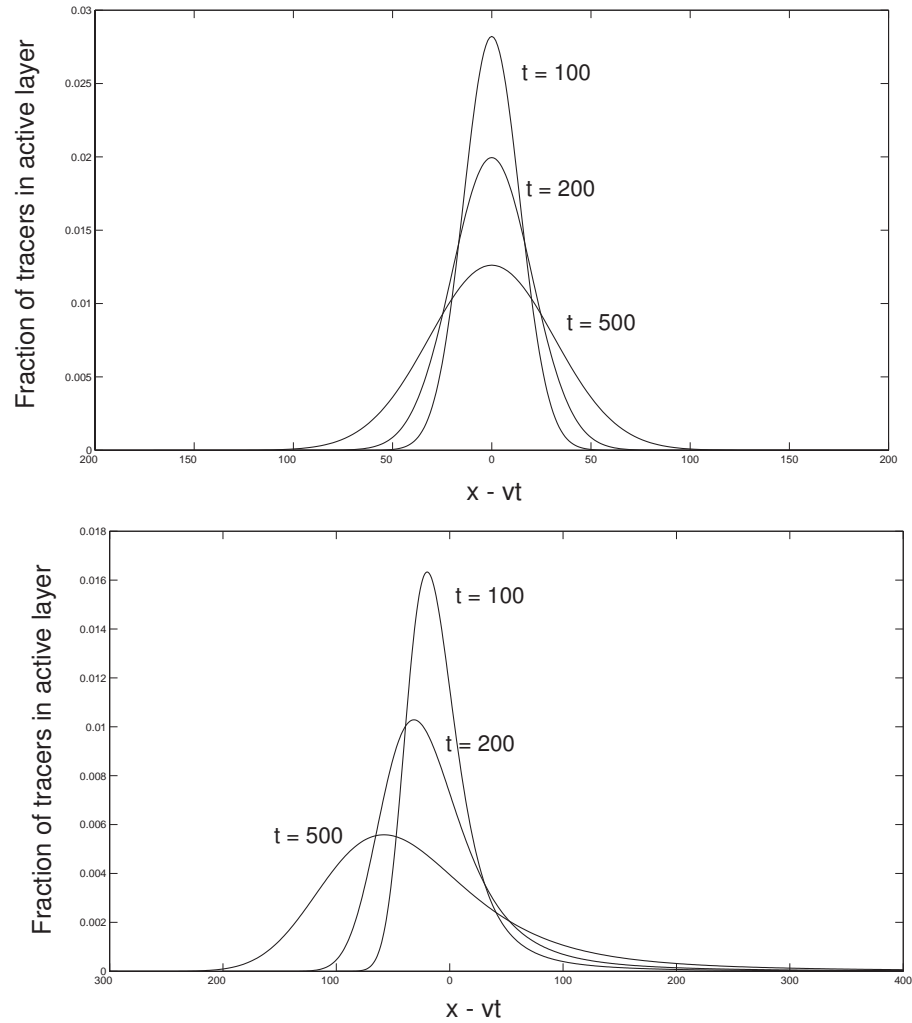 Fraction of tracers in active layer
0.03
0.025
0.02
0.015
0.01
0.005
0
t = 100
t = 200
t = 500
200 150 100 50 0 50 100 150 200
x - vt
Fraction of tracers in active layer
0.018
0.016
0.014
0.012
0.01
0.008
0.006
0.004
0.002
0
t = 100
t = 200
t = 500
300 200 100 0 100 200 300 400
x - vt